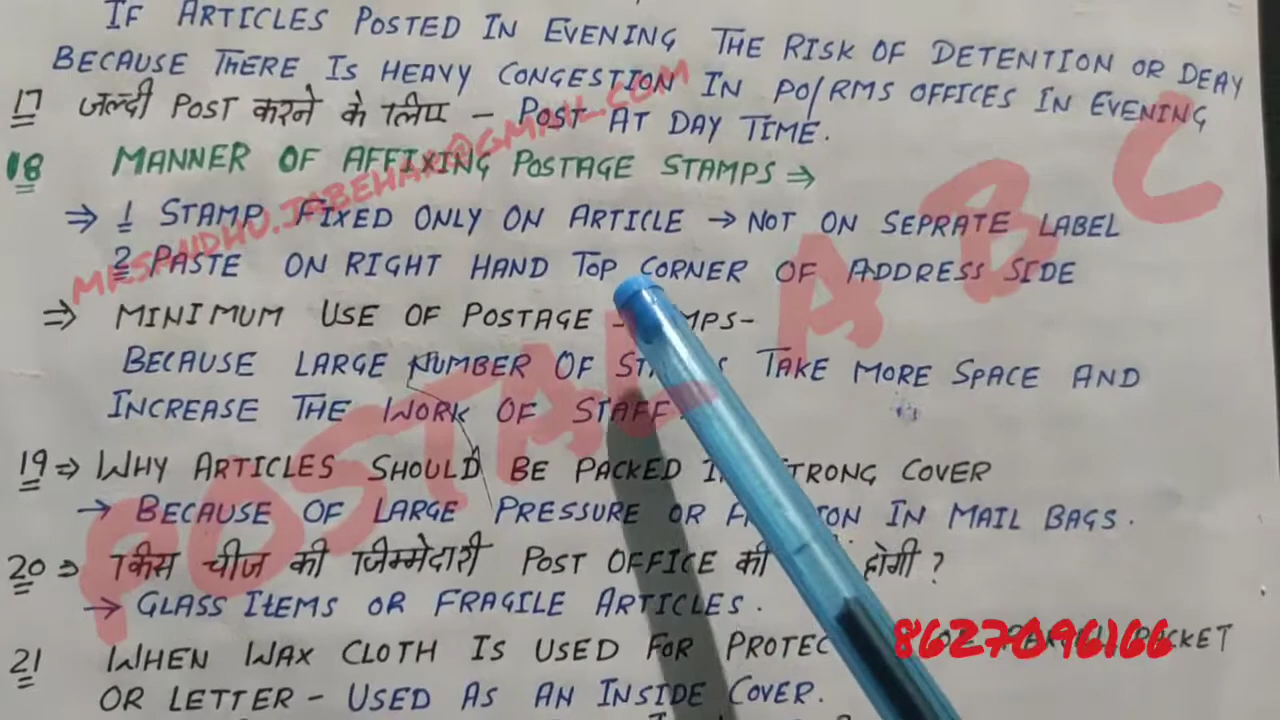 IF ARTICLES POSTED IN EVENING THE RISK OF DETENTION OR DEAY
BECAUSE THERE IS HEAVY CONGESTION IN PO/RMS OFFICES IN EVENING
17 जल्दी POST करने के लिए - POST AT DAY TIME.
18 MANNER OF AFFIXING POSTAGE STAMPS ⇒
⇒ 1 STAMP FIXED ONLY ON ARTICLE → NOT ON SEPRATE LABEL
2 PASTE ON RIGHT HAND TOP CORNER OF ADDRESS SIDE
⇒ MINIMUM USE OF POSTAGE MPS-
BECAUSE LARGE NUMBER OF ST S TAKE MORE SPACE AND
INCREASE THE WORK OF STAFF.
19 ⇒ WHY ARTICLES SHOULD BE PACKED I STRONG COVER
→ BECAUSE OF LARGE PRESSURE OR ON IN MAIL BAGS.
20 ⇒ किस चीज की जिम्मेदारी POST OFFICE की होगी ?
→ GLASS ITEMS OR FRAGILE ARTICLES.
21 WHEN WAX CLOTH IS USED FOR PROTEC
OR LETTER - USED AS AN INSIDE COVER.
POSTAL A B C
8627096166